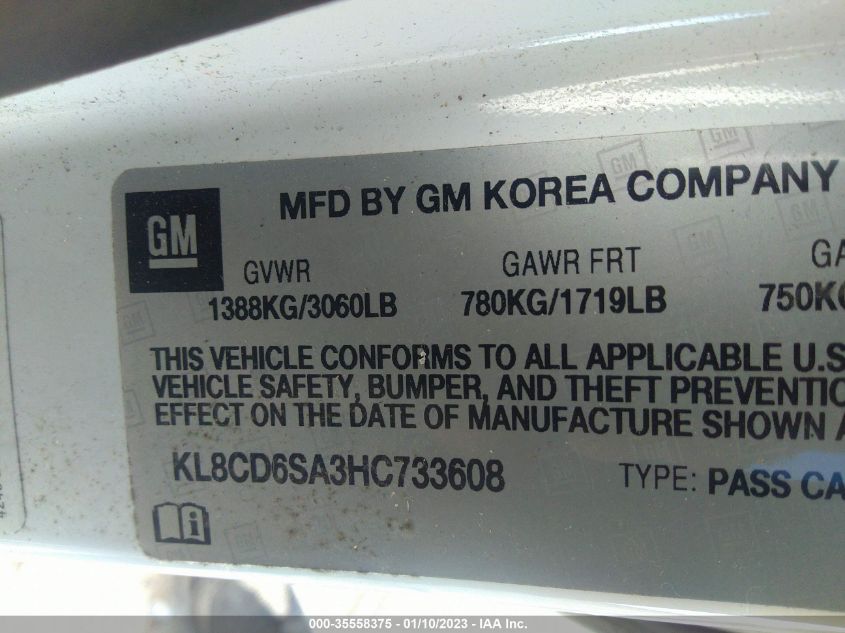 MFD BY GM KOREA COMPANY
GM
GVWR GAWR FRT GA
1388KG/3060LB 780KG/1719LB 750KG
THIS VEHICLE CONFORMS TO ALL APPLICABLE U.S
VEHICLE SAFETY, BUMPER, AND THEFT PREVENTIO
EFFECT ON THE DATE OF MANUFACTURE SHOWN A
KL8CD6SA3HC733608 TYPE: PASS CA
000-35558375 - 01/10/2023 - IAA Inc.